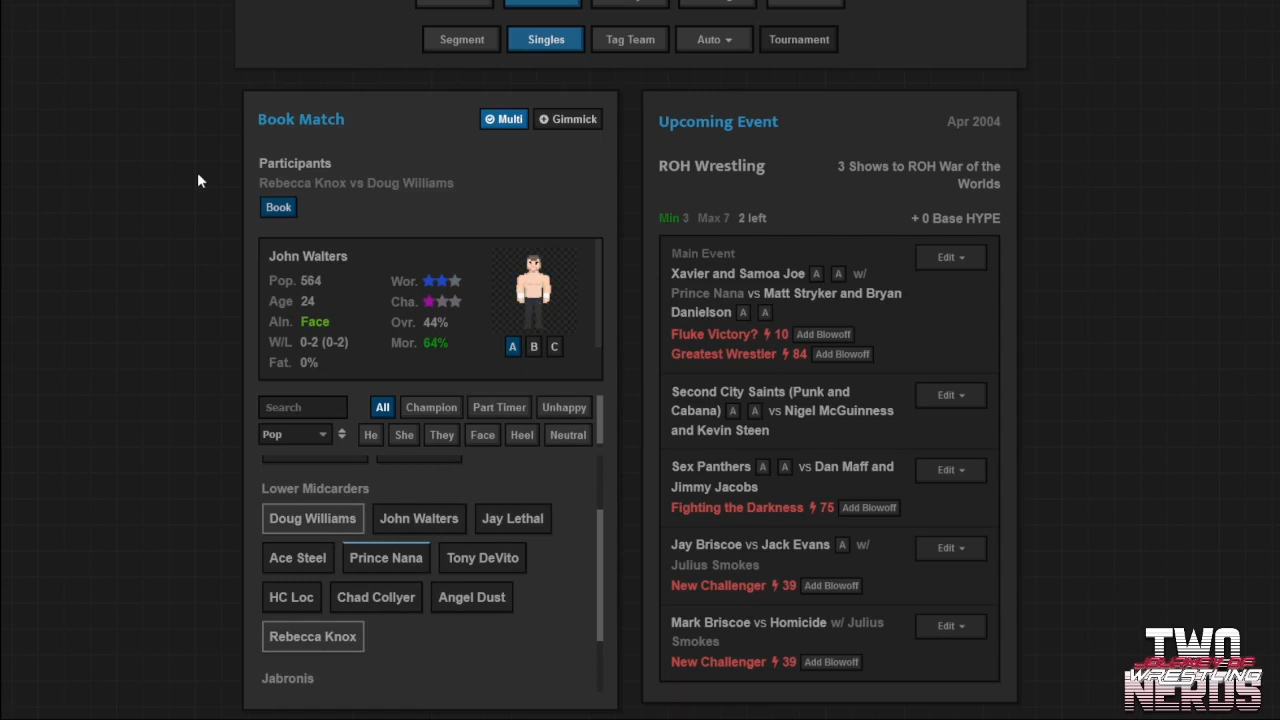 Segment Singles Tag Team Auto Tournament
Book Match
Multi Gimmick
Participants
Rebecca Knox vs Doug Williams
Book
John Walters
Pop. 564
Age 24
Aln. Face
W/L 0-2 (0-2)
Fat. 0%
Wor.
Cha.
Ovr. 44%
Mor. 64%
A B C
Search All Champion Part Timer Unhappy
Pop He She They Face Heel Neutral
Lower Midcarders
Doug Williams John Walters Jay Lethal
Ace Steel Prince Nana Tony DeVito
HC Loc Chad Collyer Angel Dust
Rebecca Knox
Jabronis
Upcoming Event Apr 2004
ROH Wrestling
3 Shows to ROH War of the
Worlds
Min 3 Max 7 2 left + 0 Base HYPE
Main Event
Edit
Xavier and Samoa Joe A A w/
Prince Nana vs Matt Stryker and Bryan
Danielson A A
Fluke Victory? 10 Add Blowoff
Greatest Wrestler 84 Add Blowoff
Second City Saints (Punk and
Edit
Cabana) A A vs Nigel McGuinness
and Kevin Steen
Sex Panthers A A vs Dan Maff and
Edit
Jimmy Jacobs
Fighting the Darkness 75 Add Blowoff
Jay Briscoe vs Jack Evans A w/
Edit
Julius Smokes
New Challenger 39 Add Blowoff
Mark Briscoe vs Homicide w/ Julius
Edit
Smokes
New Challenger 39 Add Blowoff
TWO
JOURNEY OF
WRESTLING
NERDS